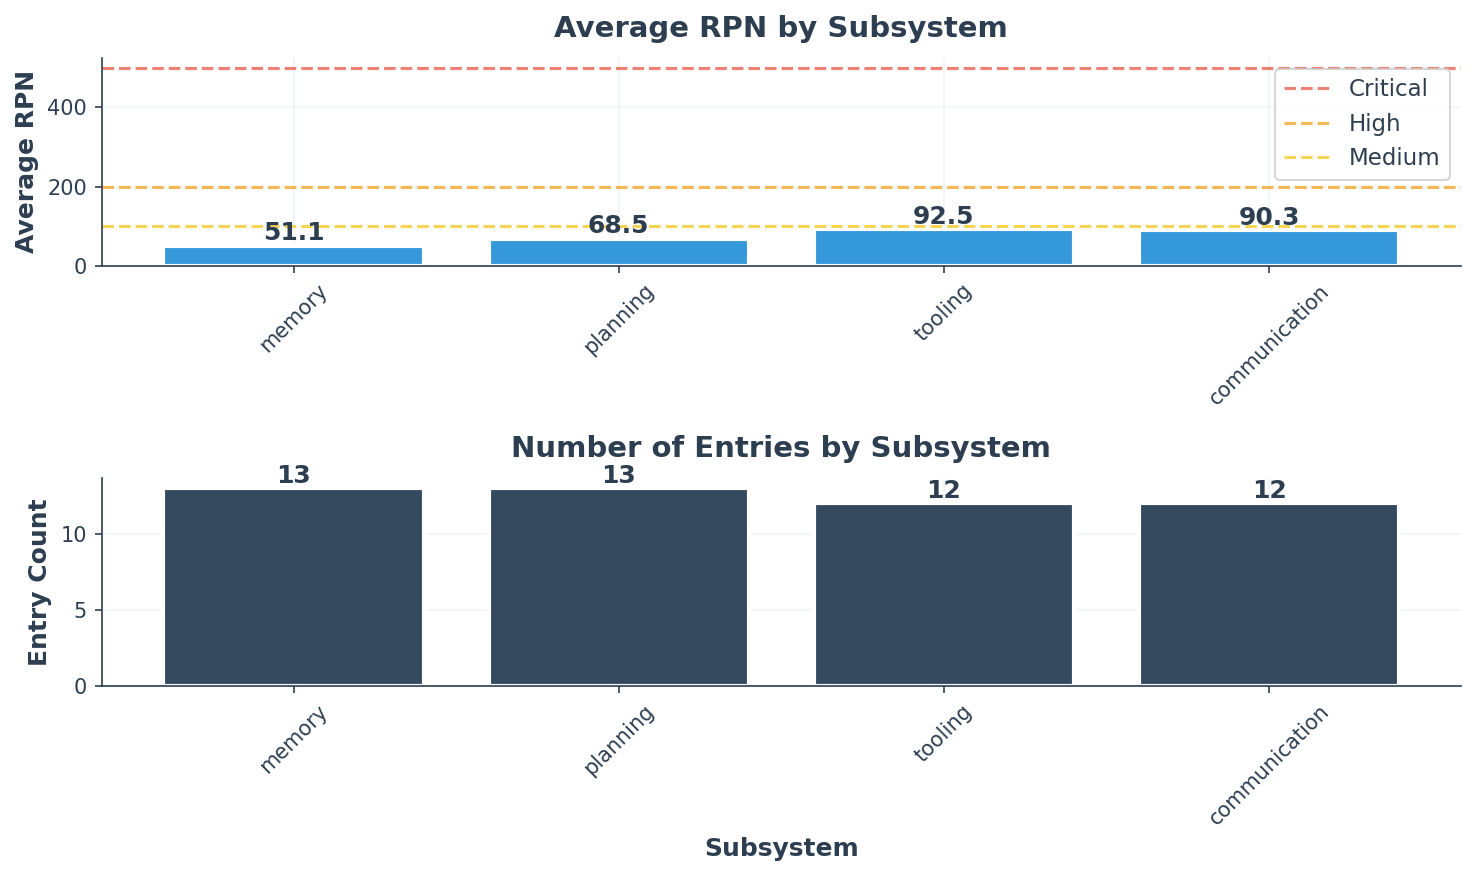 Average RPN by Subsystem
Average RPN
400
200
0
Critical
High
Medium
51.1
68.5
92.5
90.3
memory
planning
tooling
communication
Number of Entries by Subsystem
Entry Count
10
5
0
13
13
12
12
memory
planning
tooling
communication
Subsystem